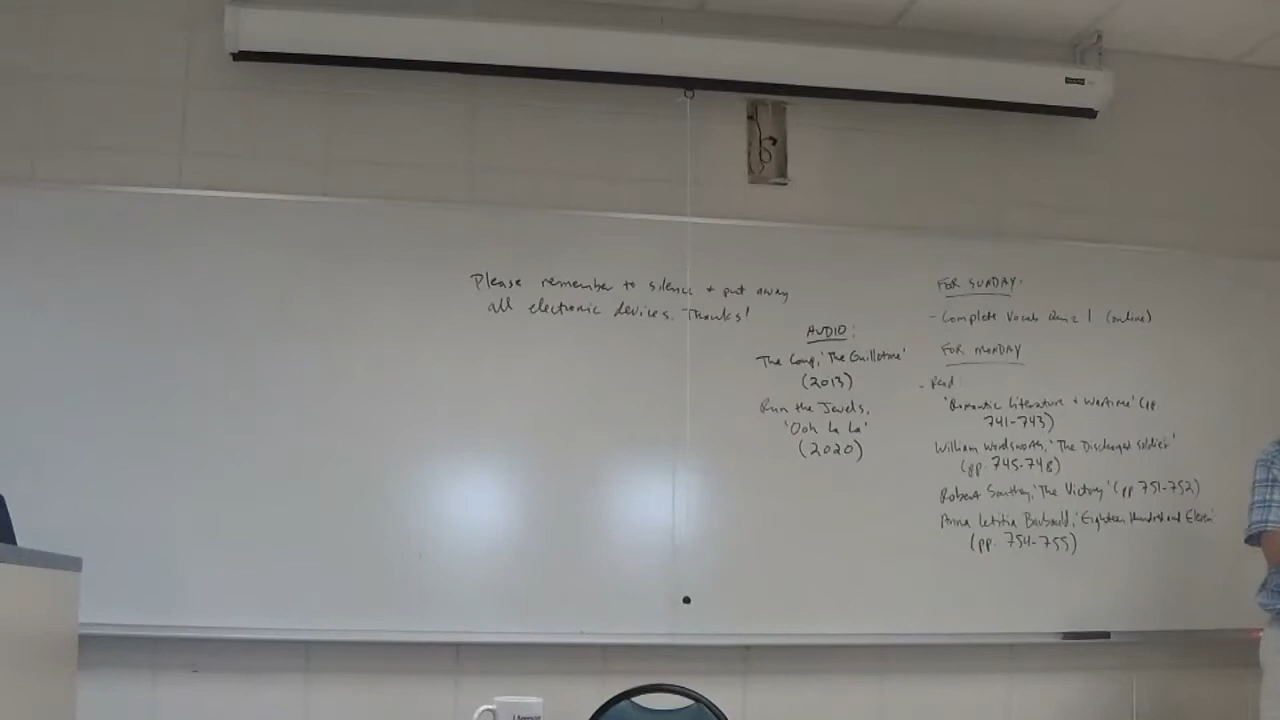 Please remember to silence + put away
all electronic devices. Thanks!
AUDIO:
The Coup, 'The Guillotine'
(2013)
Run the Jewels,
'Ooh La La'
(2020)
FOR SUNDAY:
- Complete Vocab Quiz 1 (online)
FOR MONDAY
- Read
'Romantic Literature + Wartime' (pp.
741-743)
William Wordsworth, 'The Discharged Soldier'
(pp. 745-748)
Robert Southey, 'The Victory' (pp 751-752)
Anna Letitia Barbauld, 'Eighteen Hundred and Eleven'
(pp. 754-755)